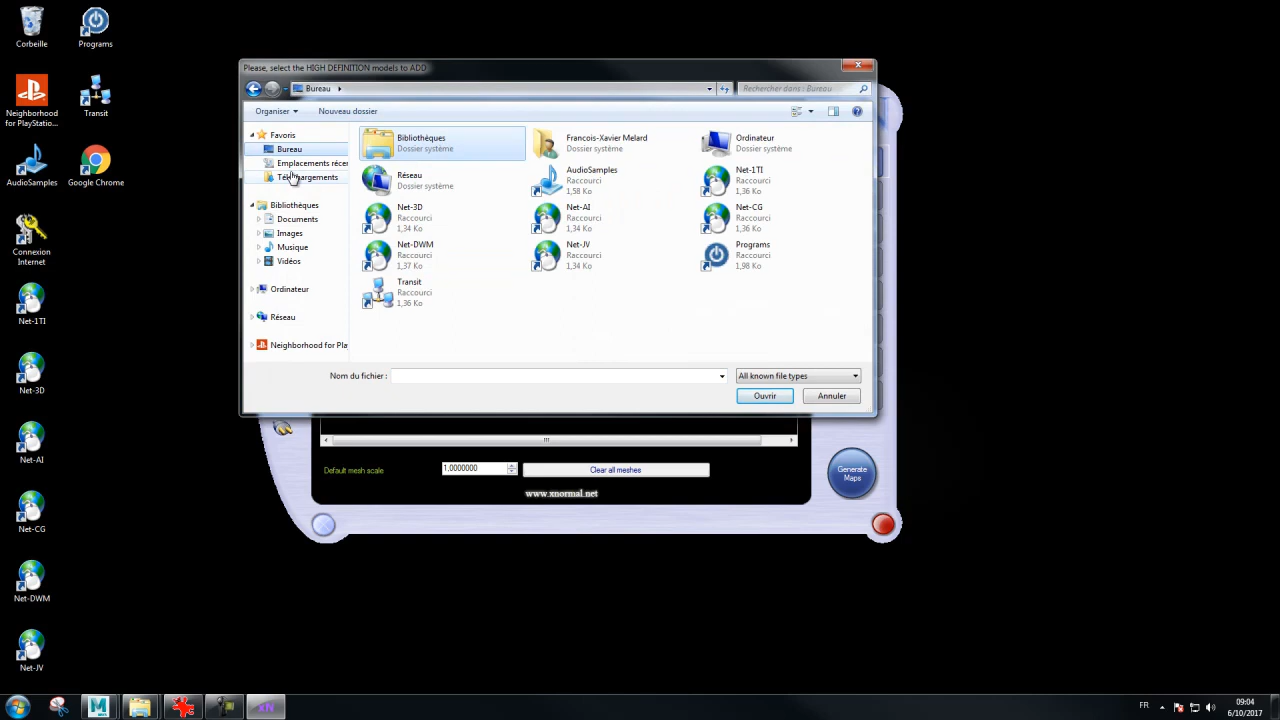 Corbeille
Programs
Neighborhood
for PlayStatio...
Transit
AudioSamples
Google Chrome
Connexion
Internet
Net-1TI
Net-3D
Net-AI
Net-CG
Net-DWM
Net-JV
Please, select the HIGH DEFINITION models to ADD
Bureau
Rechercher dans : Bureau
Organiser
Nouveau dossier
Favoris
Bureau
Emplacements récer
Téléchargements
Bibliothèques
Documents
Images
Musique
Vidéos
Ordinateur
Réseau
Neighborhood for Pla
Bibliothèques
Dossier système
Francois-Xavier Melard
Dossier système
Ordinateur
Dossier système
Réseau
Dossier système
AudioSamples
Raccourci
1,58 Ko
Net-1TI
Raccourci
1,36 Ko
Net-3D
Raccourci
1,34 Ko
Net-AI
Raccourci
1,34 Ko
Net-CG
Raccourci
1,36 Ko
Net-DWM
Raccourci
1,37 Ko
Net-JV
Raccourci
1,34 Ko
Programs
Raccourci
1,98 Ko
Transit
Raccourci
1,36 Ko
Nom du fichier :
All known file types
Ouvrir
Annuler
Default mesh scale
1,0000000
Clear all meshes
www.xnormal.net
Generate
Maps
xN
FR
09:04
6/10/2017